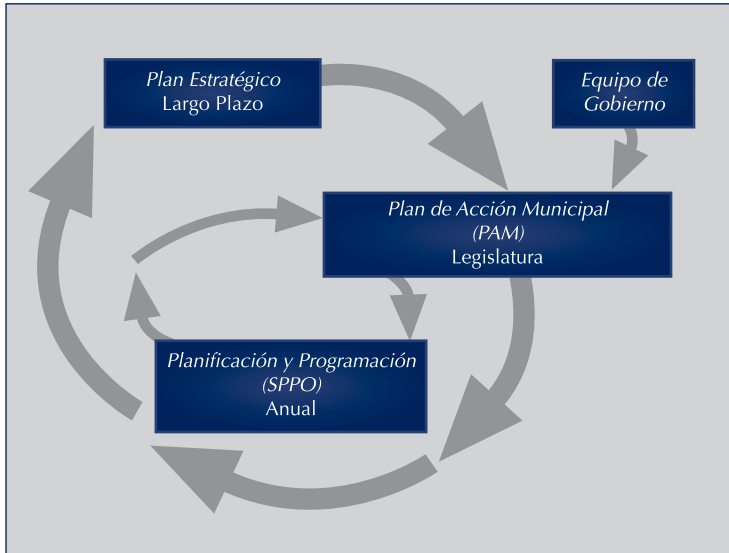 Plan Estratégico
Largo Plazo
Equipo de
Gobierno
Plan de Acción Municipal
(PAM)
Legislatura
Planificación y Programación
(SPPO)
Anual